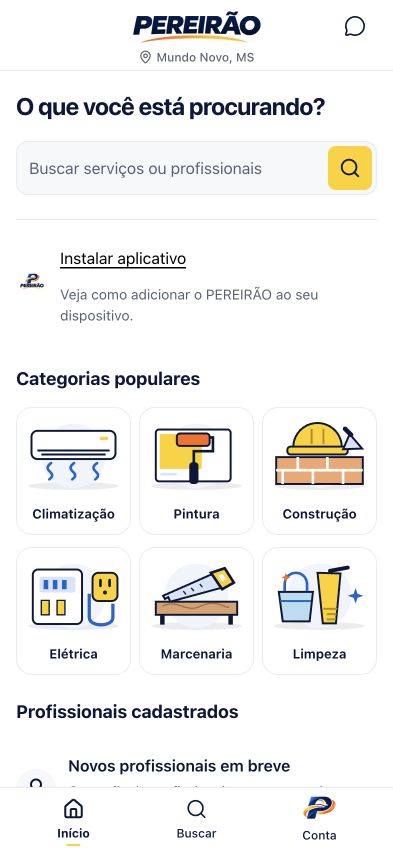 PEREIRÃO
Mundo Novo, MS
O que você está procurando?
Buscar serviços ou profissionais
Instalar aplicativo
PEREIRÃO
Veja como adicionar o PEREIRÃO ao seu
dispositivo.
Categorias populares
Climatização
Pintura
Construção
Elétrica
Marcenaria
Limpeza
Profissionais cadastrados
Novos profissionais em breve
Início
Buscar
Conta